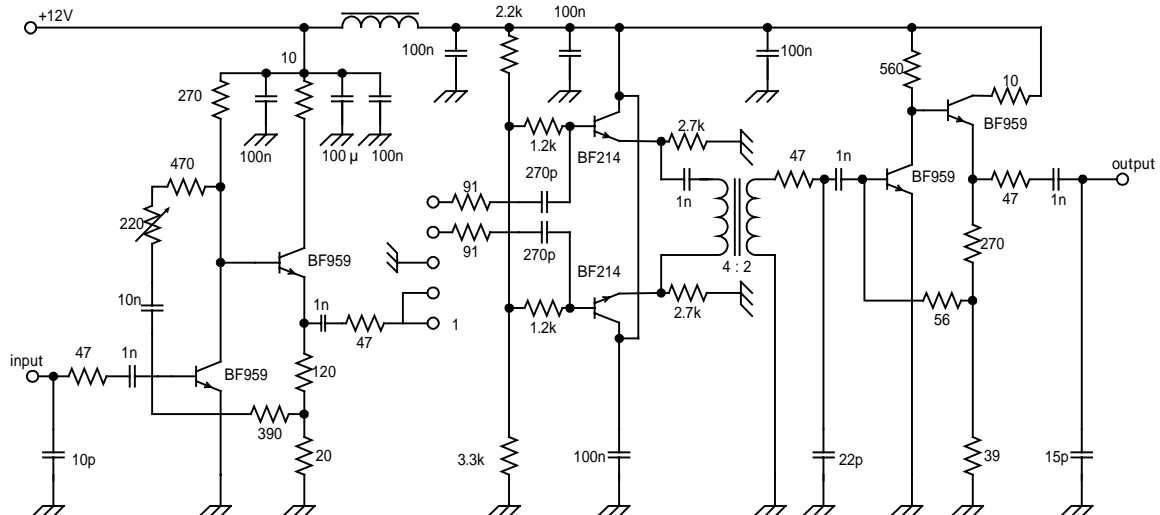 +12V
2.2k
100n
10
100n
100n
560
10
270
BF959
100n
100 µ
100n
1.2k
BF214
2.7k
470
270p
47
1n
BF959
output
91
1n
47
1n
220
91
270p
BF959
4 : 2
270
BF214
10n
1n
1.2k
2.7k
56
47
1
input
47
1n
BF959
120
390
10p
20
3.3k
100n
22p
39
15p